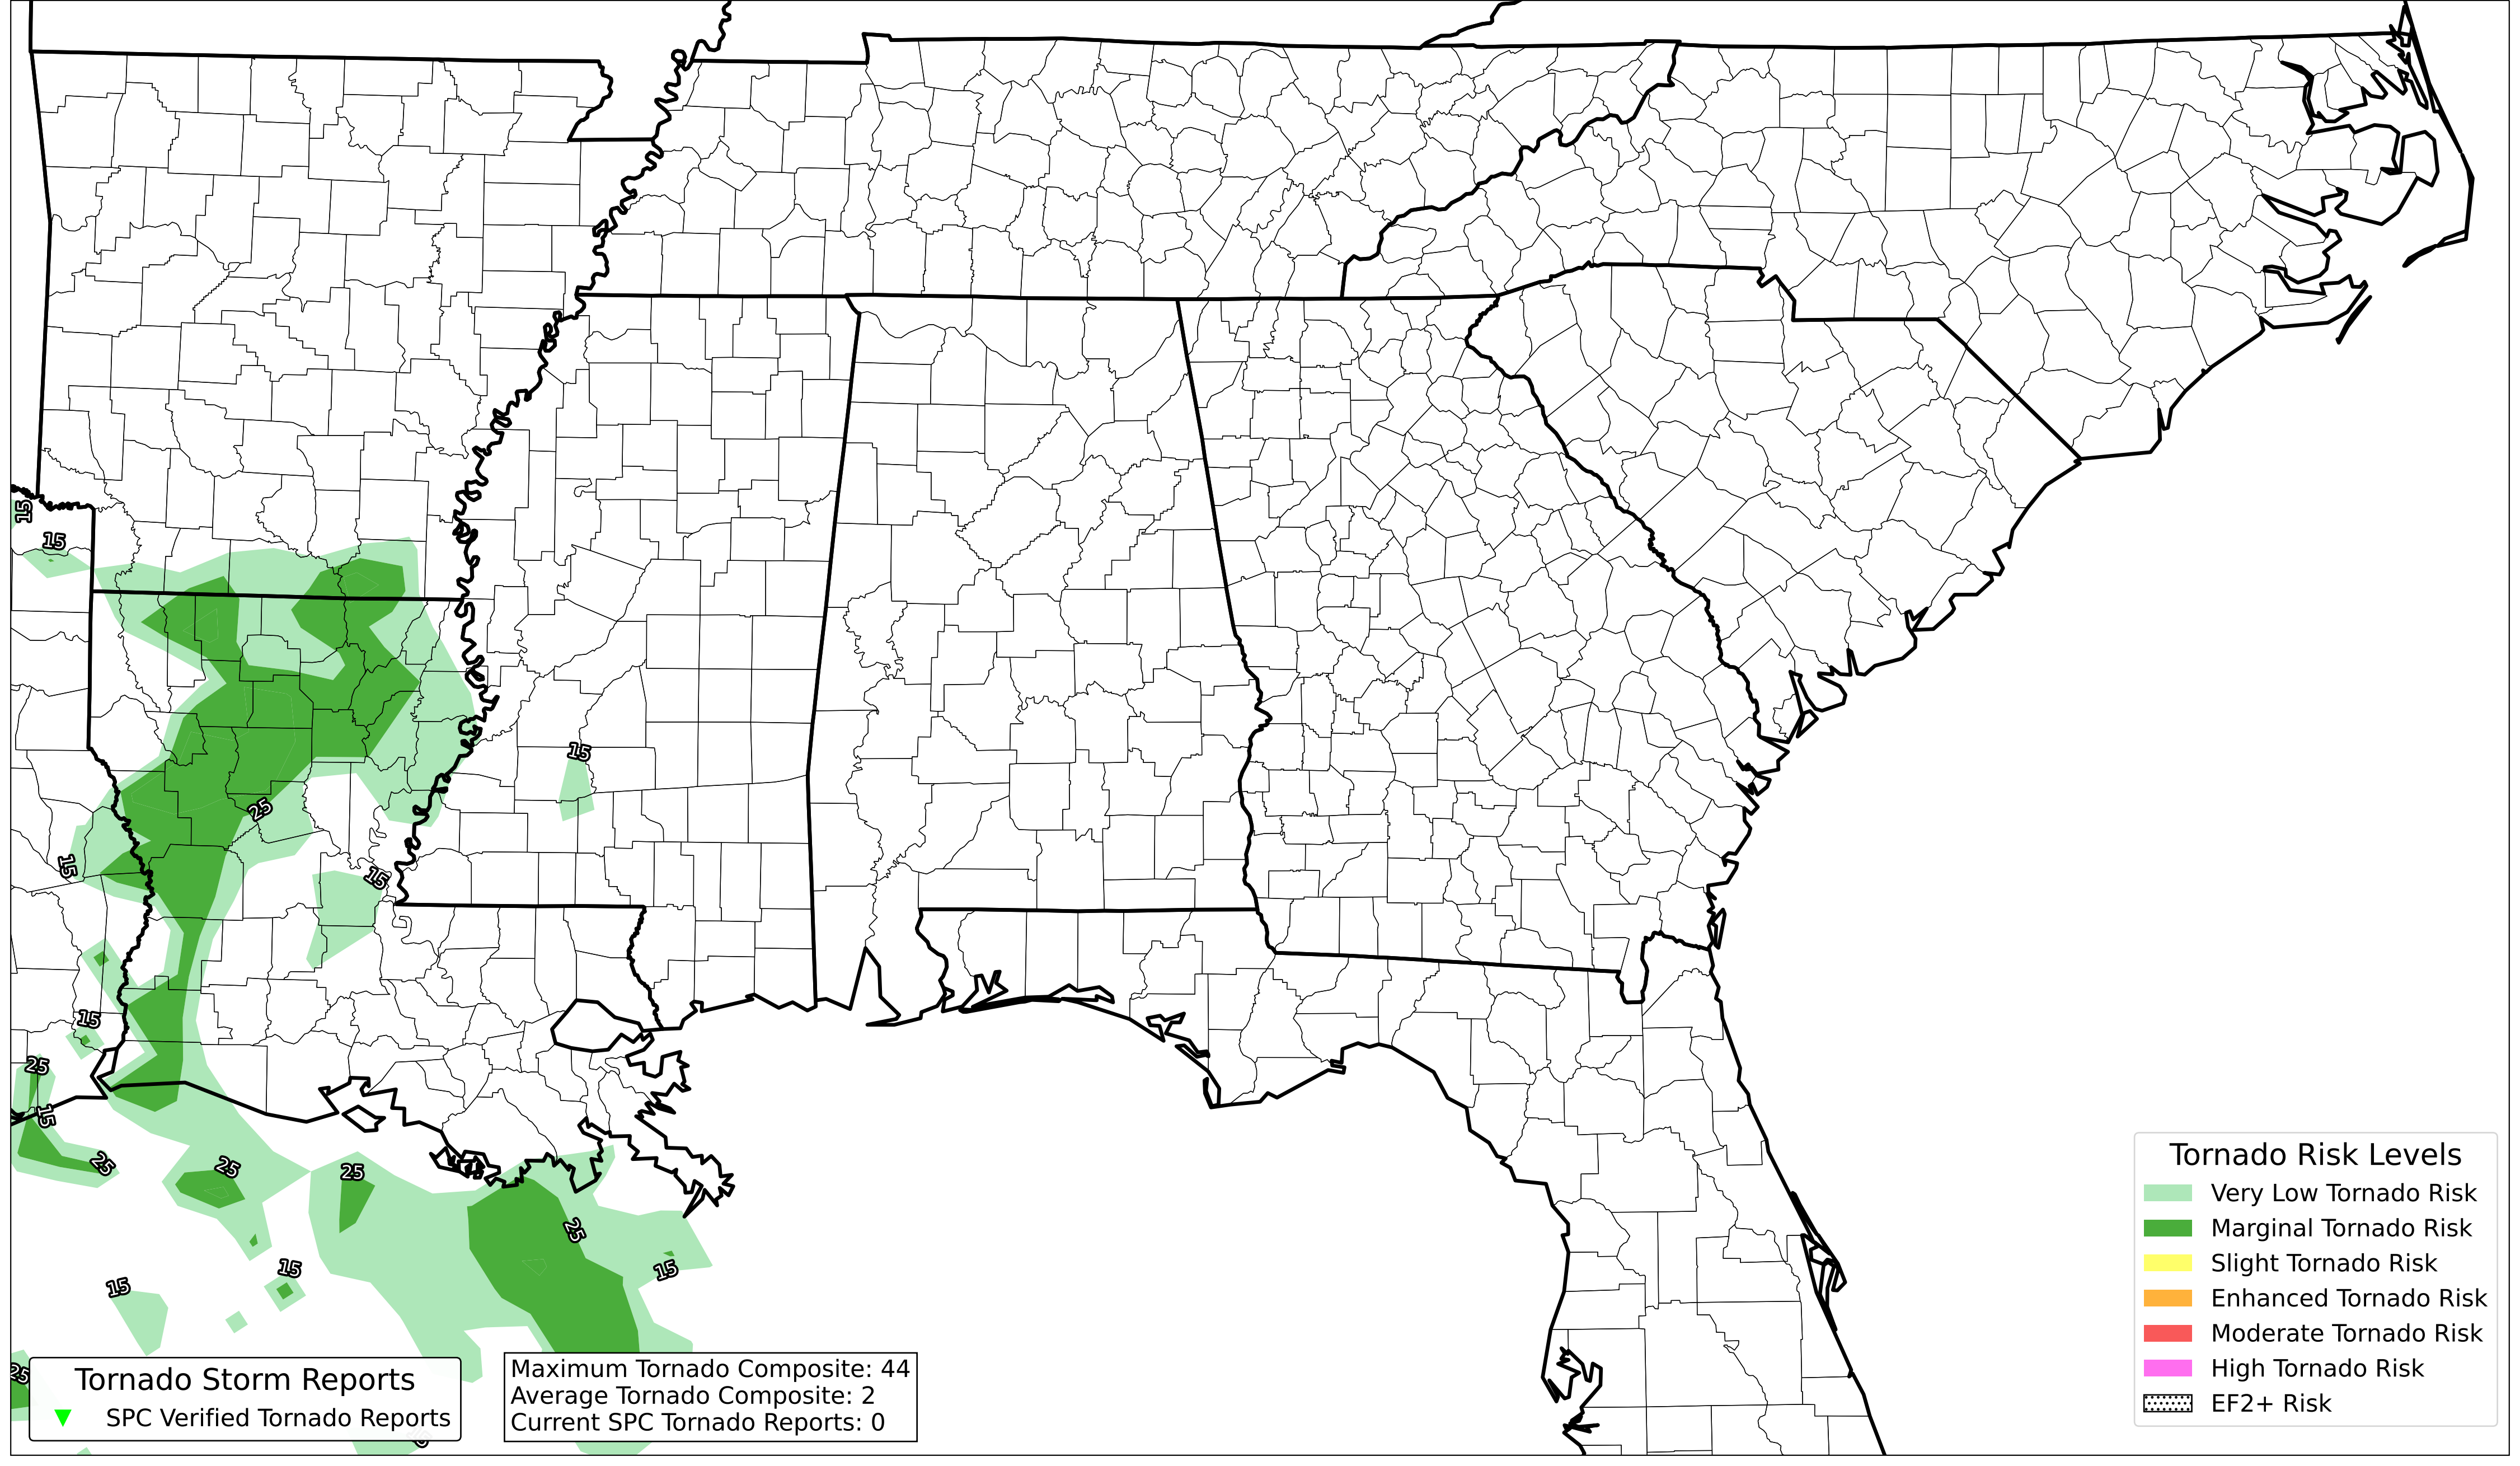 15
15
15
25
15
15
15
25
15
25
25
25
25
15
15
15
25
Tornado Risk Levels
Very Low Tornado Risk
Marginal Tornado Risk
Slight Tornado Risk
Enhanced Tornado Risk
Moderate Tornado Risk
High Tornado Risk
EF2+ Risk
Tornado Storm Reports
SPC Verified Tornado Reports
Maximum Tornado Composite: 44
Average Tornado Composite: 2
Current SPC Tornado Reports: 0